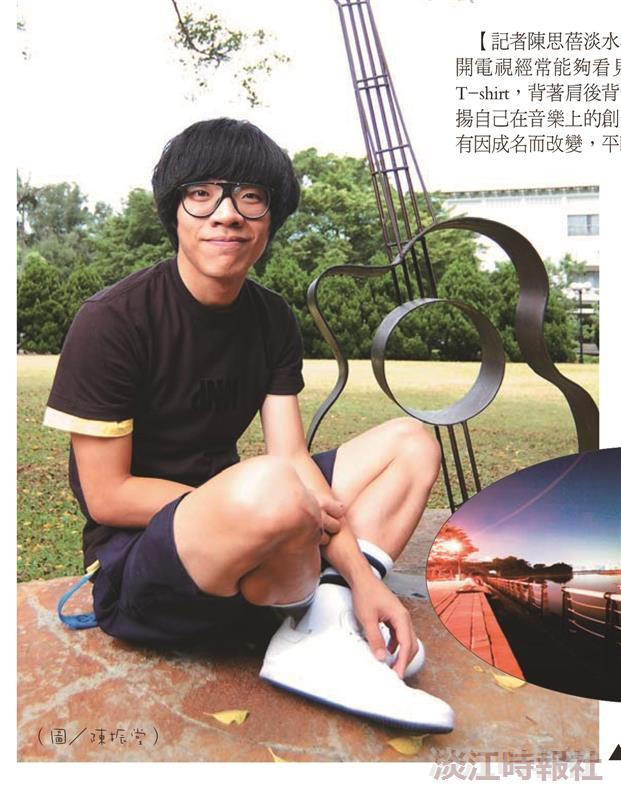 【記者陳思蓓淡水
開電視經常能夠看見
T-shirt，背著肩後背
揚自己在音樂上的創
有因成名而改變，平
（圖／陳振堂）
淡江時報社